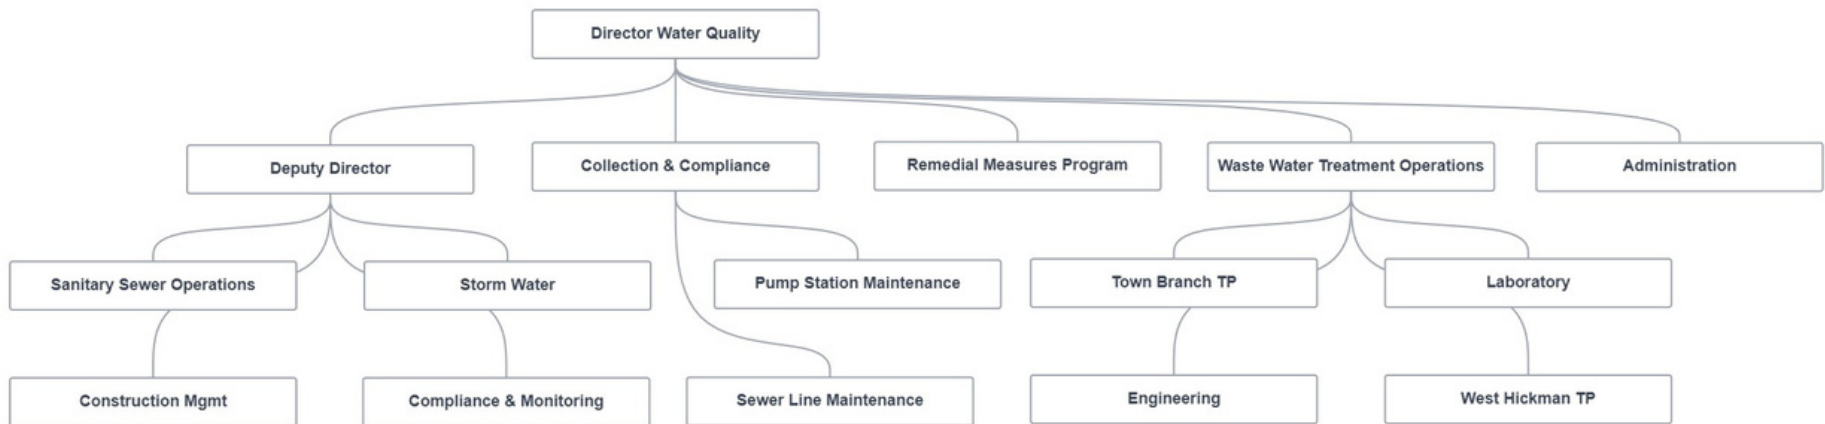 Director Water Quality
Deputy Director
Collection & Compliance
Remedial Measures Program
Waste Water Treatment Operations
Administration
Sanitary Sewer Operations
Storm Water
Pump Station Maintenance
Town Branch TP
Laboratory
Construction Mgmt
Compliance & Monitoring
Sewer Line Maintenance
Engineering
West Hickman TP